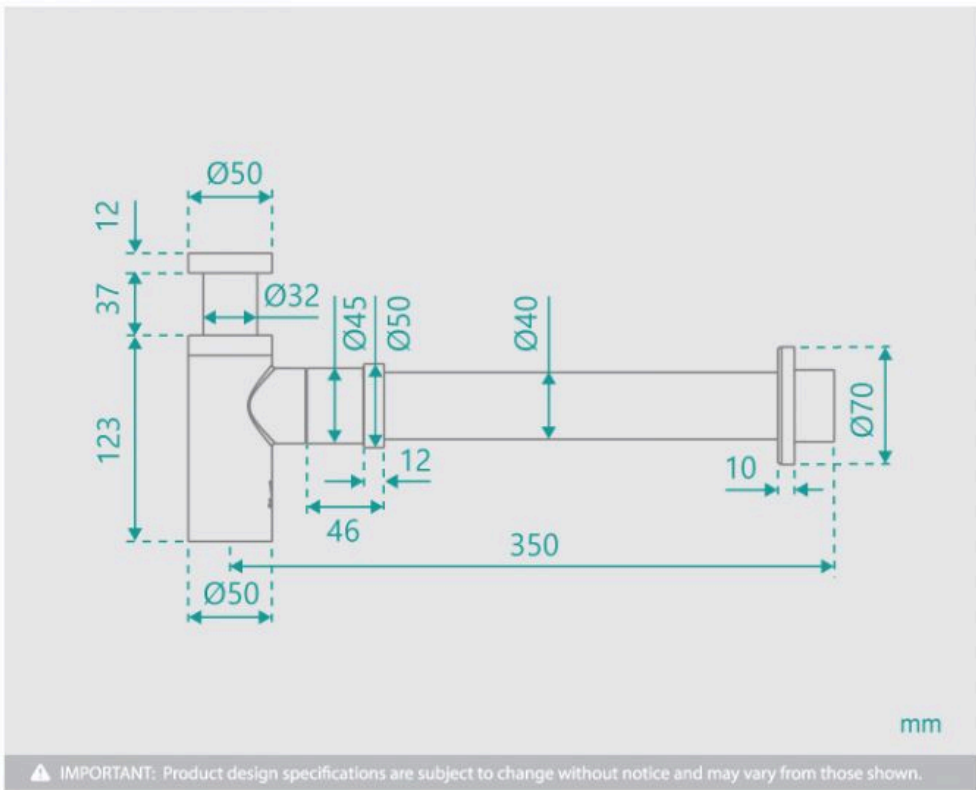 Ø50
12
37
Ø32
Ø45
Ø50
Ø40
Ø70
123
12
10
46
350
Ø50
mm
IMPORTANT: Product design specifications are subject to change without notice and may vary from those shown.